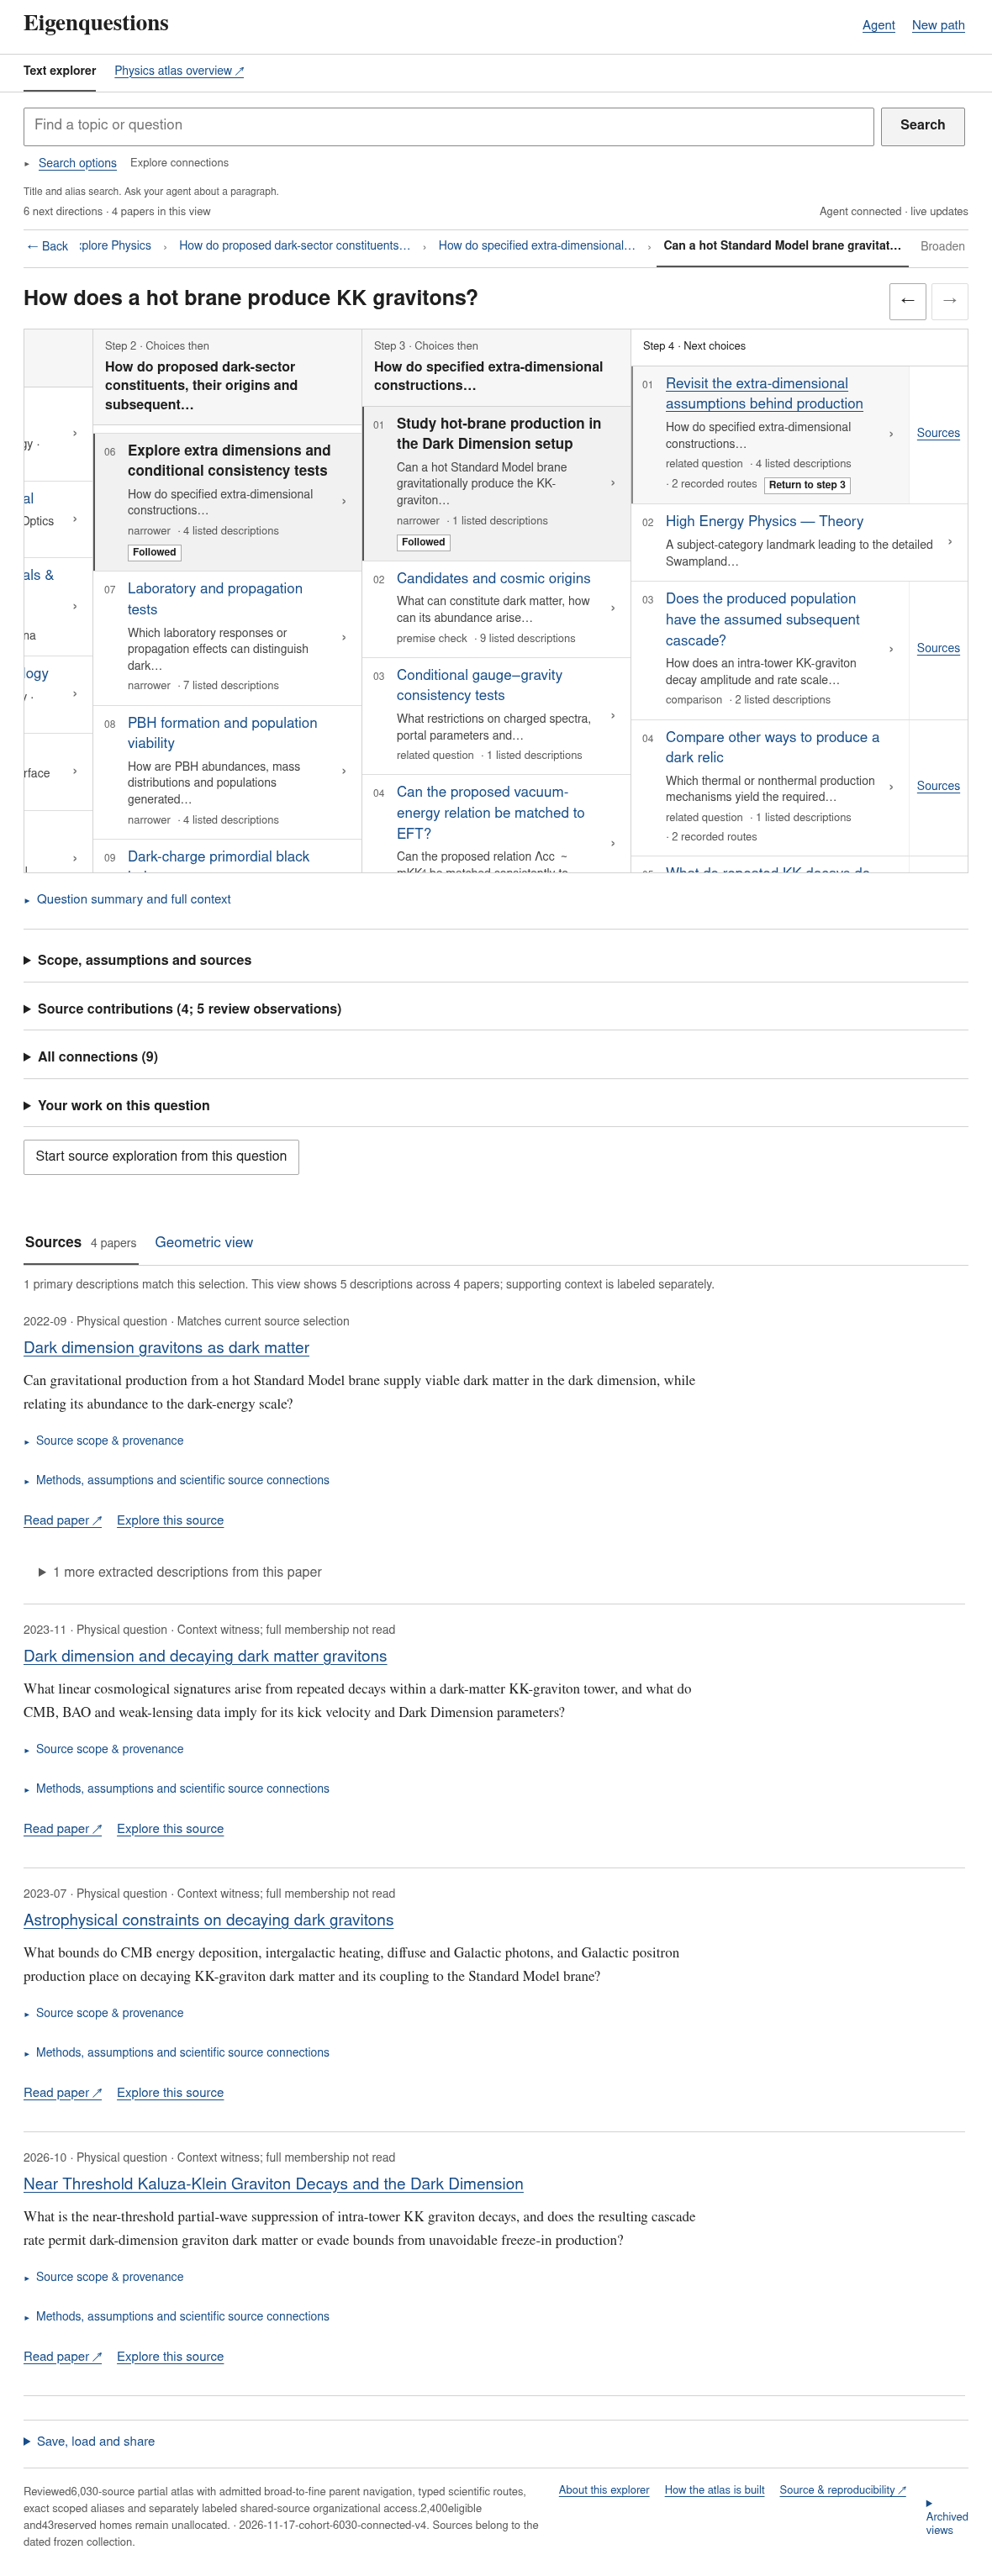 Eigenquestions
Agent New path
Text explorer Physics atlas overview ↗
Find a topic or question Search
▸ Search options Explore connections
Title and alias search. Ask your agent about a paragraph.
6 next directions · 4 papers in this view Agent connected · live updates
← Back plore Physics › How do proposed dark-sector constituents… › How do specified extra-dimensional… › Can a hot Standard Model brane gravitat… Broaden
How does a hot brane produce KK gravitons? ← →
gy ·
›
al
Optics
›
als &
na
›
logy
y ·
›
rface
›
›
Step 2 · Choices then
How do proposed dark-sector
constituents, their origins and
subsequent…
06 Explore extra dimensions and
conditional consistency tests
How do specified extra-dimensional
constructions…
›
narrower · 4 listed descriptions
Followed
07 Laboratory and propagation
tests
Which laboratory responses or
propagation effects can distinguish
dark…
›
narrower · 7 listed descriptions
08 PBH formation and population
viability
How are PBH abundances, mass
distributions and populations
generated…
›
narrower · 4 listed descriptions
09 Dark-charge primordial black
Step 3 · Choices then
How do specified extra-dimensional
constructions…
01 Study hot-brane production in
the Dark Dimension setup
Can a hot Standard Model brane
gravitationally produce the KK-
graviton…
›
narrower · 1 listed descriptions
Followed
02 Candidates and cosmic origins
What can constitute dark matter, how
can its abundance arise…
›
premise check · 9 listed descriptions
03 Conditional gauge–gravity
consistency tests
What restrictions on charged spectra,
portal parameters and…
›
related question · 1 listed descriptions
04 Can the proposed vacuum-
energy relation be matched to
EFT?
›
Can the proposed relation Λcc ~
mKK⁴ be matched consistently to
Step 4 · Next choices
01 Revisit the extra-dimensional
assumptions behind production
How do specified extra-dimensional
constructions…
› Sources
related question · 4 listed descriptions
· 2 recorded routes Return to step 3
02 High Energy Physics — Theory
A subject-category landmark leading to the detailed
Swampland…
›
03 Does the produced population
have the assumed subsequent
cascade?
› Sources
How does an intra-tower KK-graviton
decay amplitude and rate scale…
comparison · 2 listed descriptions
04 Compare other ways to produce a
dark relic
Which thermal or nonthermal production
mechanisms yield the required…
› Sources
related question · 1 listed descriptions
· 2 recorded routes
05 What do repeated KK decays do
▸ Question summary and full context
▶ Scope, assumptions and sources
▶ Source contributions (4; 5 review observations)
▶ All connections (9)
▶ Your work on this question
Start source exploration from this question
Sources 4 papers Geometric view
1 primary descriptions match this selection. This view shows 5 descriptions across 4 papers; supporting context is labeled separately.
2022-09 · Physical question · Matches current source selection
Dark dimension gravitons as dark matter
Can gravitational production from a hot Standard Model brane supply viable dark matter in the dark dimension, while
relating its abundance to the dark-energy scale?
▸ Source scope & provenance
▸ Methods, assumptions and scientific source connections
Read paper ↗ Explore this source
▶ 1 more extracted descriptions from this paper
2023-11 · Physical question · Context witness; full membership not read
Dark dimension and decaying dark matter gravitons
What linear cosmological signatures arise from repeated decays within a dark-matter KK-graviton tower, and what do
CMB, BAO and weak-lensing data imply for its kick velocity and Dark Dimension parameters?
▸ Source scope & provenance
▸ Methods, assumptions and scientific source connections
Read paper ↗ Explore this source
2023-07 · Physical question · Context witness; full membership not read
Astrophysical constraints on decaying dark gravitons
What bounds do CMB energy deposition, intergalactic heating, diffuse and Galactic photons, and Galactic positron
production place on decaying KK-graviton dark matter and its coupling to the Standard Model brane?
▸ Source scope & provenance
▸ Methods, assumptions and scientific source connections
Read paper ↗ Explore this source
2026-10 · Physical question · Context witness; full membership not read
Near Threshold Kaluza-Klein Graviton Decays and the Dark Dimension
What is the near-threshold partial-wave suppression of intra-tower KK graviton decays, and does the resulting cascade
rate permit dark-dimension graviton dark matter or evade bounds from unavoidable freeze-in production?
▸ Source scope & provenance
▸ Methods, assumptions and scientific source connections
Read paper ↗ Explore this source
▶ Save, load and share
Reviewed6,030-source partial atlas with admitted broad-to-fine parent navigation, typed scientific routes,
exact scoped aliases and separately labeled shared-source organizational access.2,400eligible
and43reserved homes remain unallocated. · 2026-11-17-cohort-6030-connected-v4. Sources belong to the
dated frozen collection.
About this explorer How the atlas is built Source & reproducibility ↗
▶
Archived
views